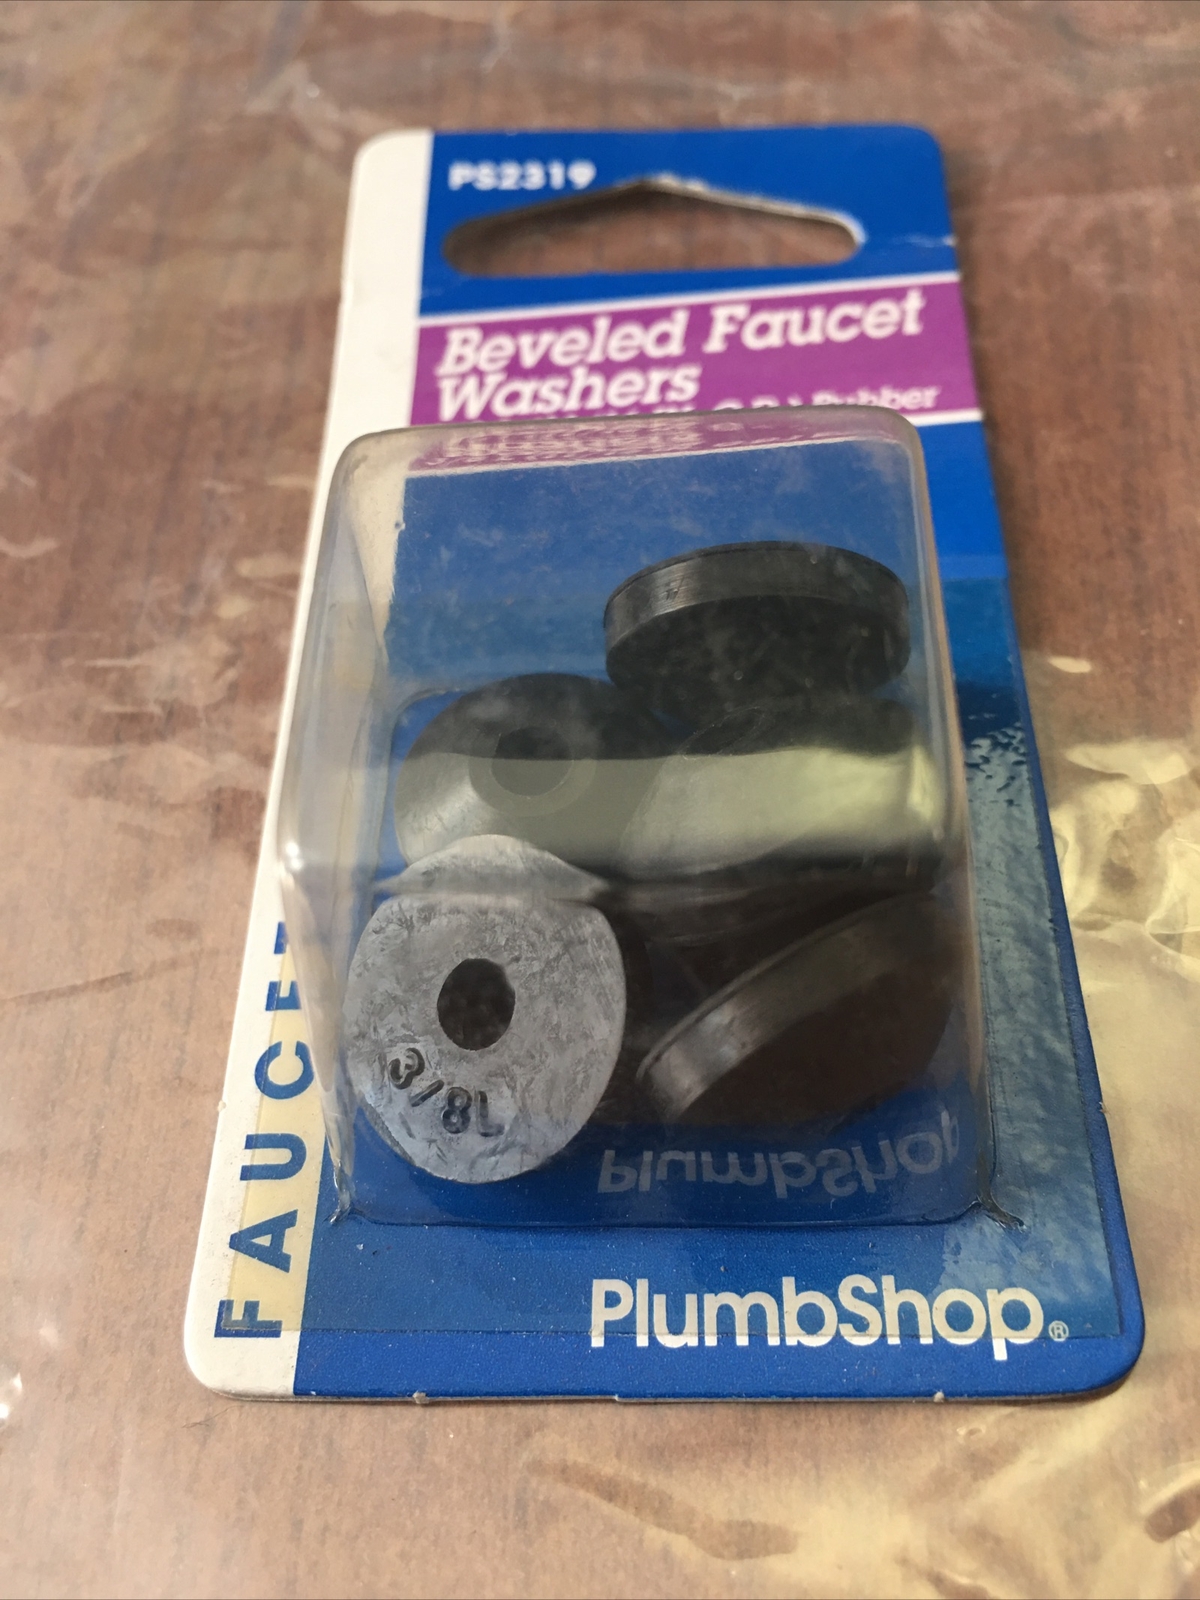 PS2319
Beveled Faucet
Washers
Rubber
3/8L
FAUCET
PlumbShop
PlumbShop®